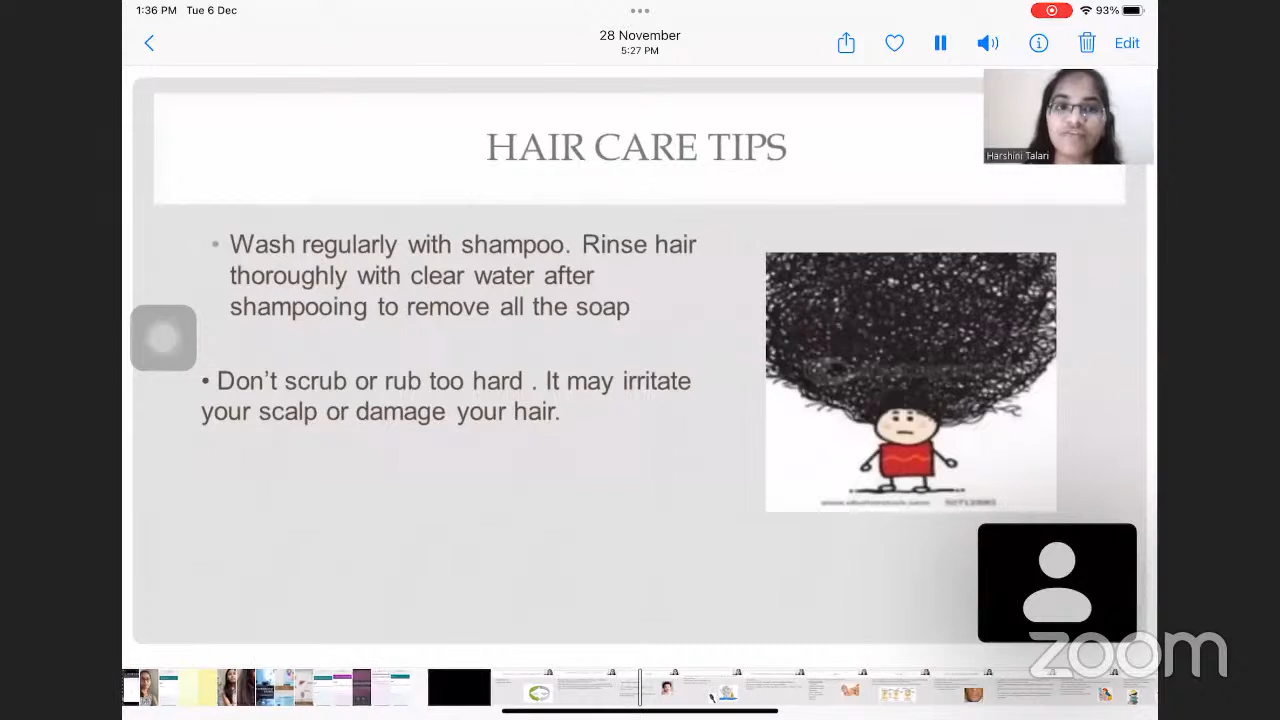 1:36 PM Tue 6 Dec
93%
28 November
5:27 PM
Edit
HAIR CARE TIPS
Harshini Talari
• Wash regularly with shampoo. Rinse hair
thoroughly with clear water after
shampooing to remove all the soap
• Don't scrub or rub too hard . It may irritate
your scalp or damage your hair.
zoom